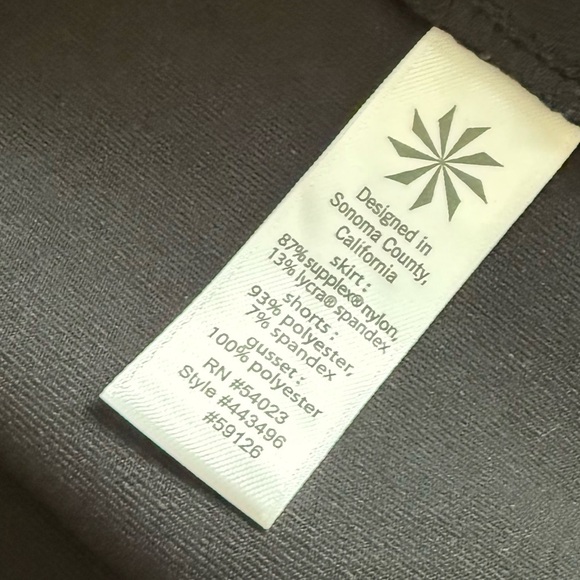 Designed in
Sonoma County,
California
skirt:
87% supplex® nylon,
13% lycra® spandex
shorts:
93% polyester,
7% spandex
gusset:
100% polyester
RN #54023
Style #443496
#59126